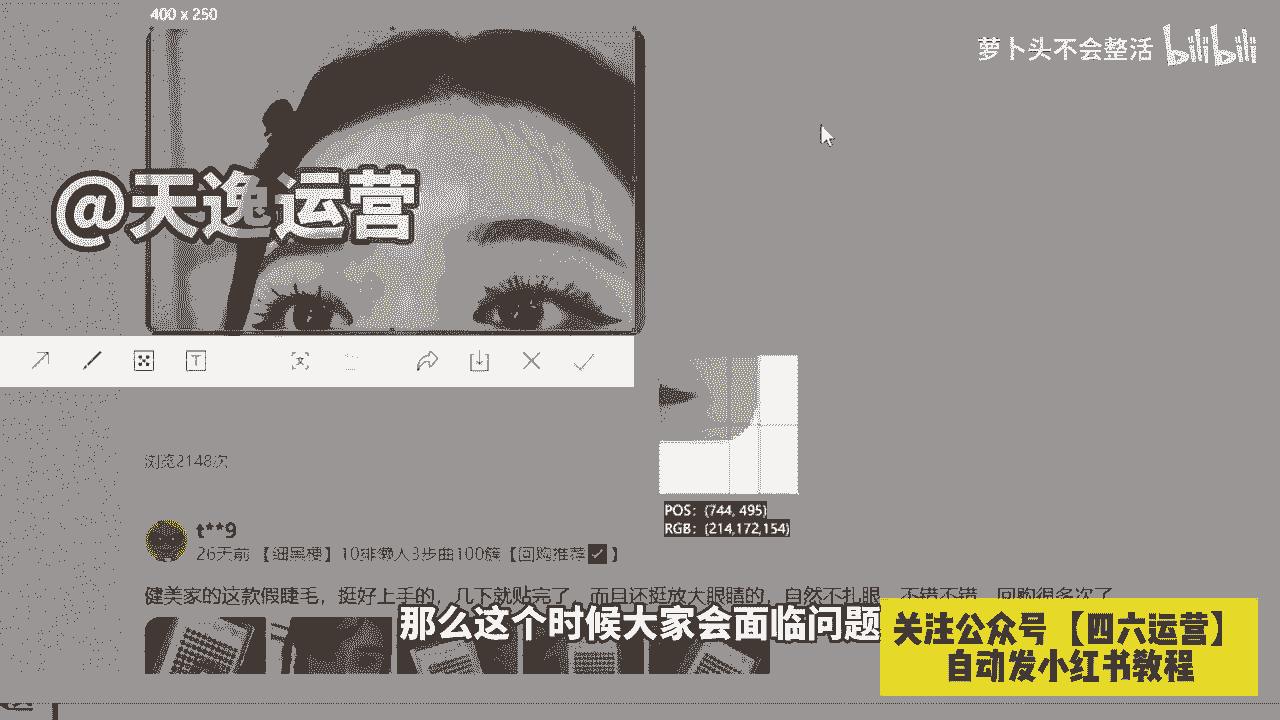 400 x 250
萝卜头不会整活 bilibili
@天逸运营
T
文
POS: (744, 495)
RGB: (214,172,154)
浏览2148次
t**9
26天前 【细黑梗】10排懒人3步曲100簇【回购推荐✓】
健美家的这款假睫毛，挺好上手的，几下就贴完了，而且还挺放大眼睛的，自然不扎眼，不错不错，回购很多次了
那么这个时候大家会面临问题
关注公众号【四六运营】
自动发小红书教程